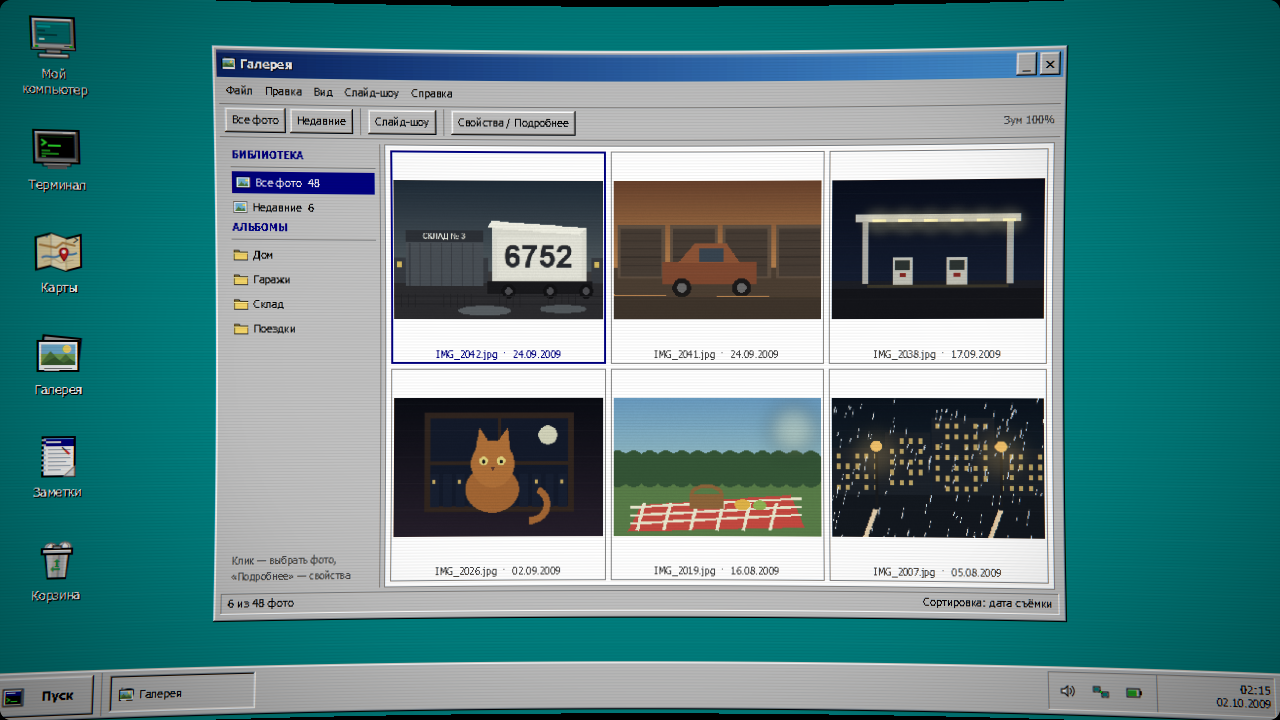 Мой
компьютер
Терминал
Карты
Галерея
Заметки
Корзина
Галерея
Файл Правка Вид Слайд-шоу Справка
Все фото Недавние Слайд-шоу Свойства / Подробнее Зум 100%
БИБЛИОТЕКА
Все фото 48
Недавние 6
АЛЬБОМЫ
Дом
Гаражи
Склад
Поездки
Клик — выбрать фото,
«Подробнее» — свойства
СКЛАД № 3
6752
IMG_2042.jpg · 24.09.2009
IMG_2041.jpg · 24.09.2009
IMG_2038.jpg · 17.09.2009
IMG_2026.jpg · 02.09.2009
IMG_2019.jpg · 16.08.2009
IMG_2007.jpg · 05.08.2009
6 из 48 фото
Сортировка: дата съёмки
Пуск
Галерея
02:15
02.10.2009